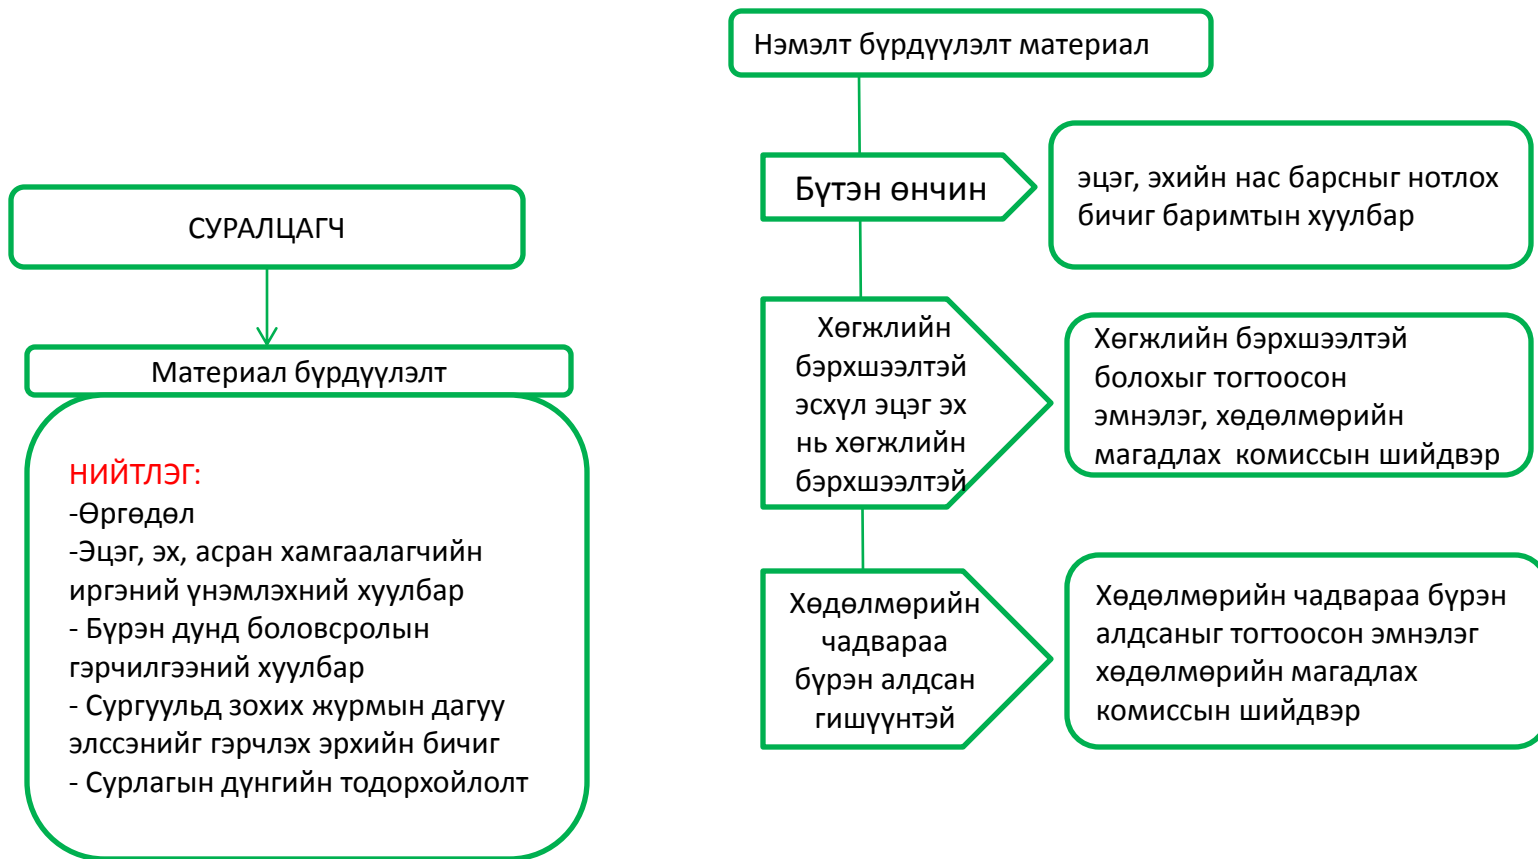 СУРАЛЦАГЧ
Материал бүрдүүлэлт
НИЙТЛЭГ:
-Өргөдөл
-Эцэг, эх, асран хамгаалагчийн
иргэний үнэмлэхний хуулбар
- Бүрэн дунд боловсролын
гэрчилгээний хуулбар
- Сургуульд зохих журмын дагуу
элссэнийг гэрчлэх эрхийн бичиг
- Сурлагын дүнгийн тодорхойлолт
Нэмэлт бүрдүүлэлт материал
Бүтэн өнчин
эцэг, эхийн нас барсныг нотлох
бичиг баримтын хуулбар
Хөгжлийн
бэрхшээлтэй
эсхүл эцэг эх
нь хөгжлийн
бэрхшээлтэй
Хөгжлийн бэрхшээлтэй
болохыг тогтоосон
эмнэлэг, хөдөлмөрийн
магадлах комиссын шийдвэр
Хөдөлмөрийн
чадвараа
бүрэн алдсан
гишүүнтэй
Хөдөлмөрийн чадвараа бүрэн
алдсаныг тогтоосон эмнэлэг
хөдөлмөрийн магадлах
комиссын шийдвэр